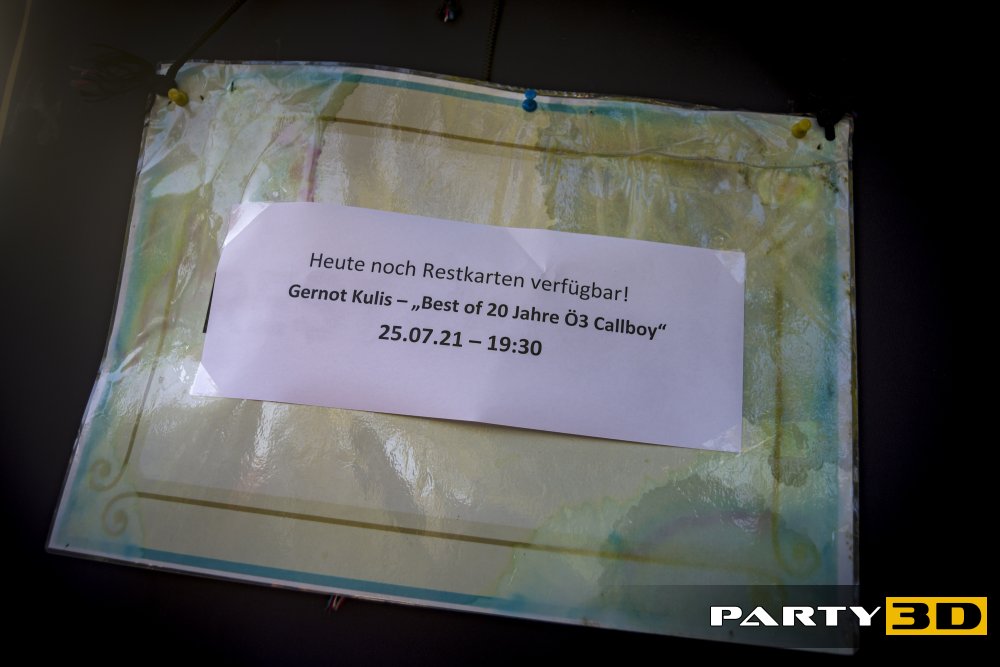 Heute noch Restkarten verfügbar!
Gernot Kulis – „Best of 20 Jahre Ö3 Callboy“
25.07.21 – 19:30
PARTY3D